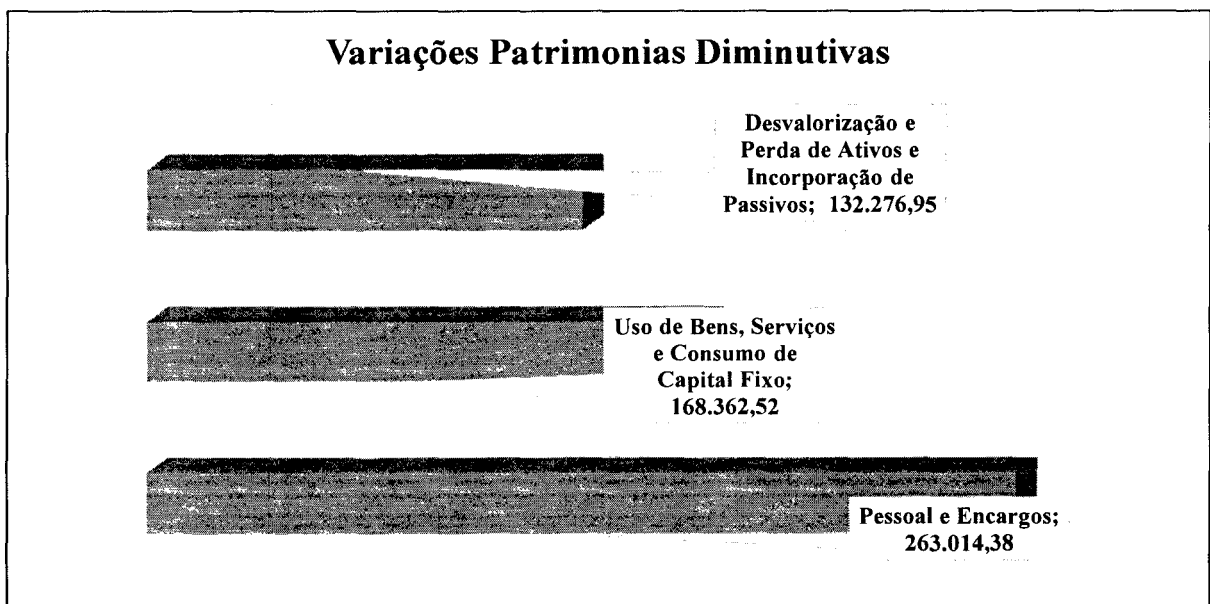 Variações Patrimonias Diminutivas
Desvalorização e
Perda de Ativos e
Incorporação de
Passivos; 132.276,95
Uso de Bens, Serviços
e Consumo de
Capital Fixo;
168.362,52
Pessoal e Encargos;
263.014,38